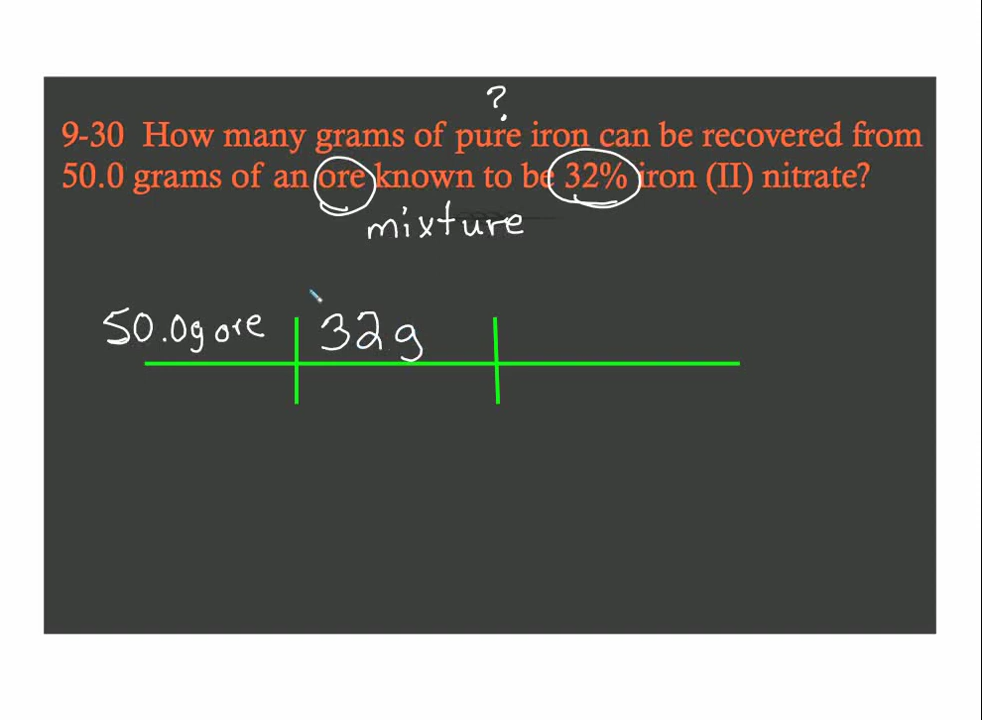 ?
9-30 How many grams of pure iron can be recovered from
50.0 grams of an ore known to be 32% iron (II) nitrate?
mixture
50.0g ore 32g